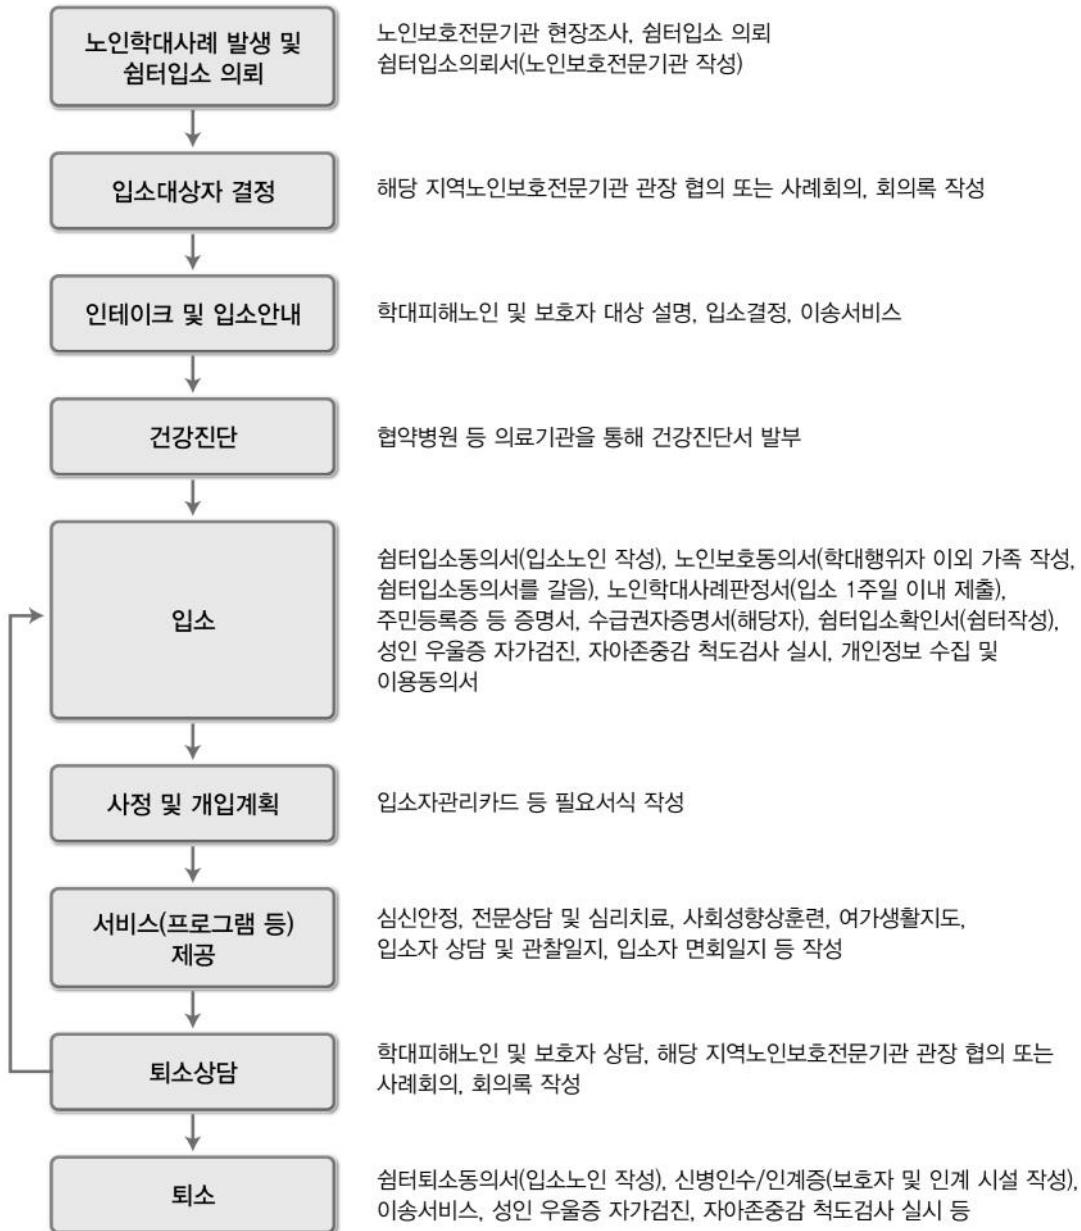 노인학대사례 발생 및
쉼터입소 의뢰
노인보호전문기관 현장조사, 쉼터입소 의뢰
쉼터입소의뢰서(노인보호전문기관 작성)
입소대상자 결정
해당 지역노인보호전문기관 관장 협의 또는 사례회의, 회의록 작성
인테이크 및 입소안내
학대피해노인 및 보호자 대상 설명, 입소결정, 이송서비스
건강진단
협약병원 등 의료기관을 통해 건강진단서 발부
입소
쉼터입소동의서(입소노인 작성), 노인보호동의서(학대행위자 이외 가족 작성,
쉼터입소동의서를 갈음), 노인학대사례판정서(입소 1주일 이내 제출),
주민등록증 등 증명서, 수급권자증명서(해당자), 쉼터입소확인서(쉼터작성),
성인 우울증 자가검진, 자아존중감 척도검사 실시, 개인정보 수집 및
이용동의서
사정 및 개입계획
입소자관리카드 등 필요서식 작성
서비스(프로그램 등)
제공
심신안정, 전문상담 및 심리치료, 사회성향상훈련, 여가생활지도,
입소자 상담 및 관찰일지, 입소자 면회일지 등 작성
퇴소상담
학대피해노인 및 보호자 상담, 해당 지역노인보호전문기관 관장 협의 또는
사례회의, 회의록 작성
퇴소
쉼터퇴소동의서(입소노인 작성), 신병인수/인계증(보호자 및 인계 시설 작성),
이송서비스, 성인 우울증 자가검진, 자아존중감 척도검사 실시 등